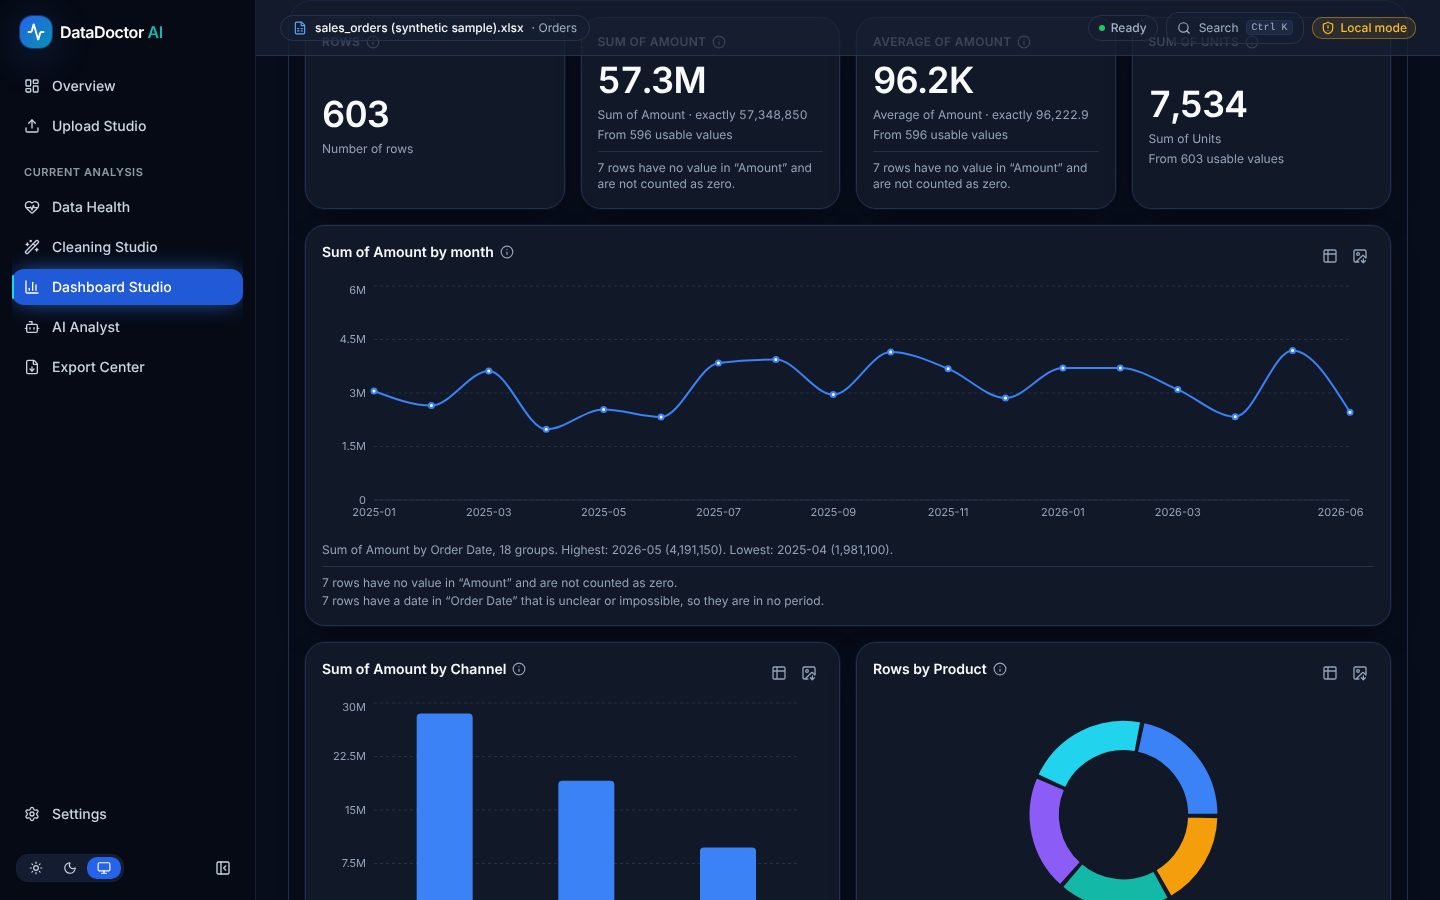 DataDoctor AI
sales_orders (synthetic sample).xlsx · Orders
Ready
Search Ctrl K
Local mode
Overview
Upload Studio
CURRENT ANALYSIS
Data Health
Cleaning Studio
Dashboard Studio
AI Analyst
Export Center
Settings
ROWS
603
Number of rows
SUM OF AMOUNT
57.3M
Sum of Amount · exactly 57,348,850
From 596 usable values
7 rows have no value in “Amount” and
are not counted as zero.
AVERAGE OF AMOUNT
96.2K
Average of Amount · exactly 96,222.9
From 596 usable values
7 rows have no value in “Amount” and
are not counted as zero.
SUM OF UNITS
7,534
Sum of Units
From 603 usable values
Sum of Amount by month
6M
4.5M
3M
1.5M
0
2025-01 2025-03 2025-05 2025-07 2025-09 2025-11 2026-01 2026-03 2026-06
Sum of Amount by Order Date, 18 groups. Highest: 2026-05 (4,191,150). Lowest: 2025-04 (1,981,100).
7 rows have no value in “Amount” and are not counted as zero.
7 rows have a date in “Order Date” that is unclear or impossible, so they are in no period.
Sum of Amount by Channel
30M
22.5M
15M
7.5M
Rows by Product